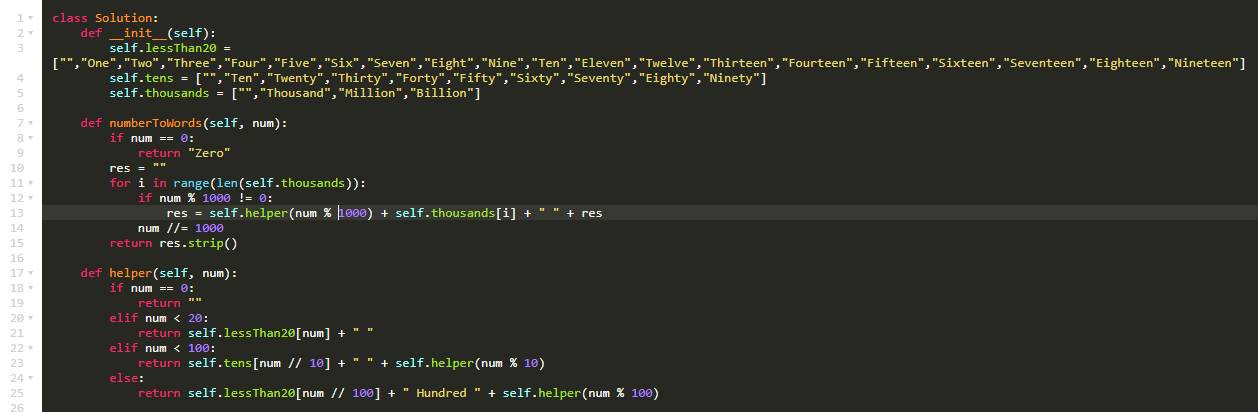 1 class Solution:
2     def __init__(self):
3         self.lessThan20 =
["","One","Two","Three","Four","Five","Six","Seven","Eight","Nine","Ten","Eleven","Twelve","Thirteen","Fourteen","Fifteen","Sixteen","Seventeen","Eighteen","Nineteen"]
4         self.tens = ["","Ten","Twenty","Thirty","Forty","Fifty","Sixty","Seventy","Eighty","Ninety"]
5         self.thousands = ["","Thousand","Million","Billion"]
6
7     def numberToWords(self, num):
8         if num == 0:
9             return "Zero"
10         res = ""
11         for i in range(len(self.thousands)):
12             if num % 1000 != 0:
13                 res = self.helper(num % 1000) + self.thousands[i] + " " + res
14             num //= 1000
15         return res.strip()
16
17     def helper(self, num):
18         if num == 0:
19             return ""
20         elif num < 20:
21             return self.lessThan20[num] + " "
22         elif num < 100:
23             return self.tens[num // 10] + " " + self.helper(num % 10)
24         else:
25             return self.lessThan20[num // 100] + " Hundred " + self.helper(num % 100)
26